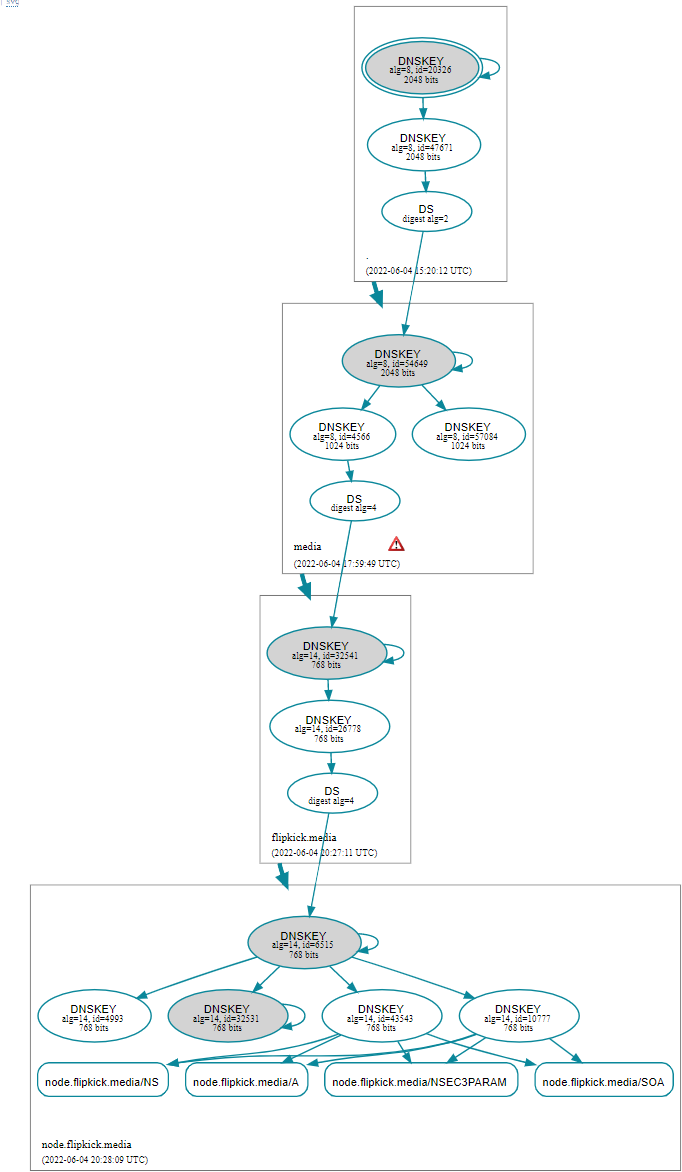 svg
DNSKEY
alg=8, id=20326
2048 bits
DNSKEY
alg=8, id=47671
2048 bits
DS
digest alg=2
.
(2022-06-04 15:20:12 UTC)
DNSKEY
alg=8, id=54649
2048 bits
DNSKEY
alg=8, id=4566
1024 bits
DNSKEY
alg=8, id=57084
1024 bits
DS
digest alg=4
media
(2022-06-04 17:59:49 UTC)
DNSKEY
alg=14, id=32541
768 bits
DNSKEY
alg=14, id=26778
768 bits
DS
digest alg=4
flipkick.media
(2022-06-04 20:27:11 UTC)
DNSKEY
alg=14, id=6515
768 bits
DNSKEY
alg=14, id=4993
768 bits
DNSKEY
alg=14, id=32531
768 bits
DNSKEY
alg=14, id=43543
768 bits
DNSKEY
alg=14, id=10777
768 bits
node.flipkick.media/NS
node.flipkick.media/A
node.flipkick.media/NSEC3PARAM
node.flipkick.media/SOA
node.flipkick.media
(2022-06-04 20:28:09 UTC)